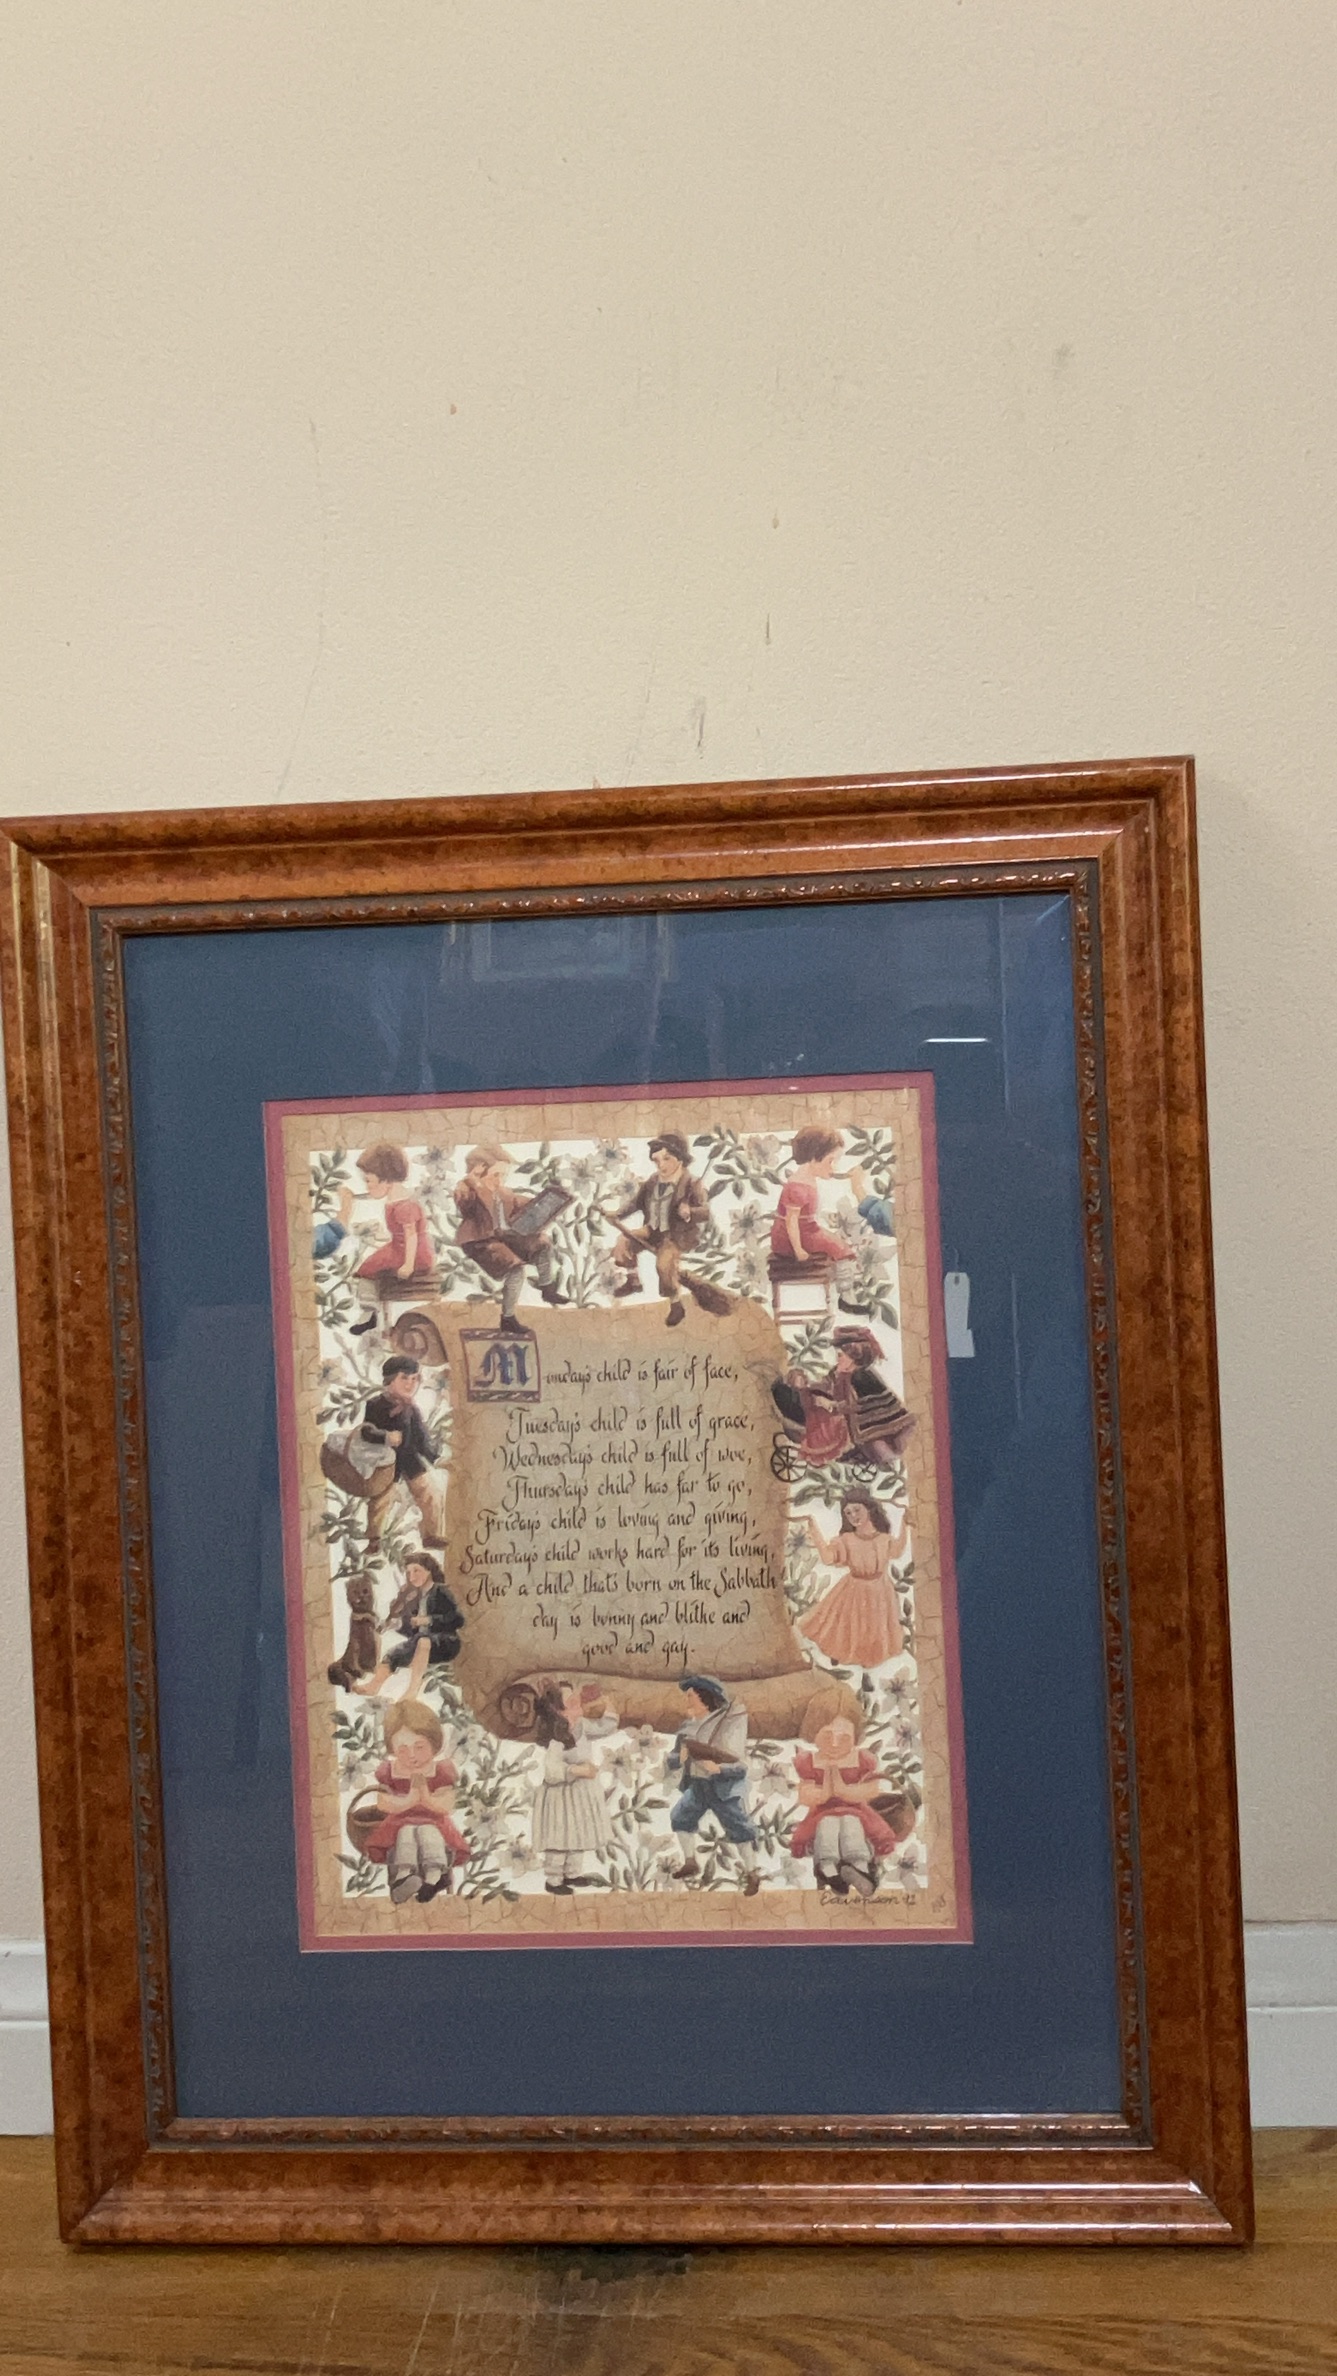 Monday's child is fair of face,
Tuesday's child is full of grace,
Wednesday's child is full of woe,
Thursday's child has far to go,
Friday's child is loving and giving,
Saturday's child works hard for its living,
And a child that's born on the Sabbath
day is bonny and blithe and
good and gay.